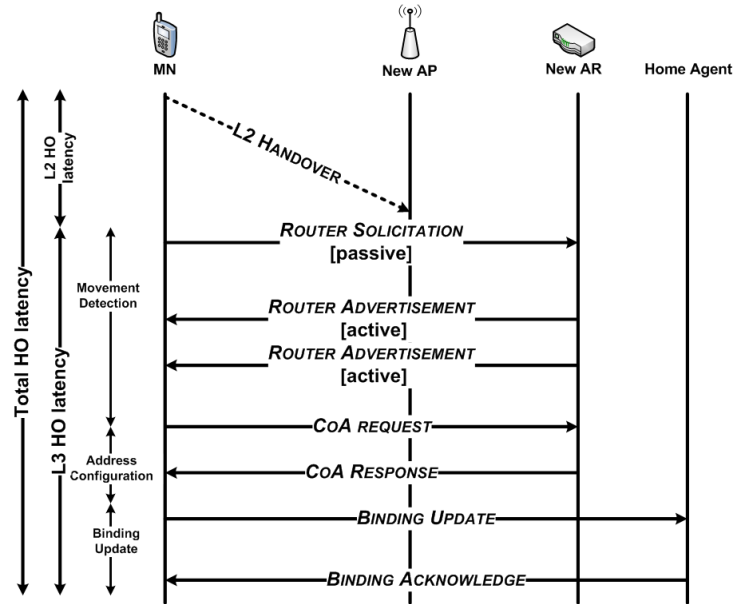 MN
New AP
New AR
Home Agent
L2 HANDOVER
L2 HO
latency
ROUTER SOLICITATION
[passive]
Movement
Detection
ROUTER ADVERTISEMENT
[active]
ROUTER ADVERTISEMENT
[active]
Total HO latency
L3 HO latency
COA REQUEST
Address
Configuration
COA RESPONSE
BINDING UPDATE
Binding
Update
BINDING ACKNOWLEDGE